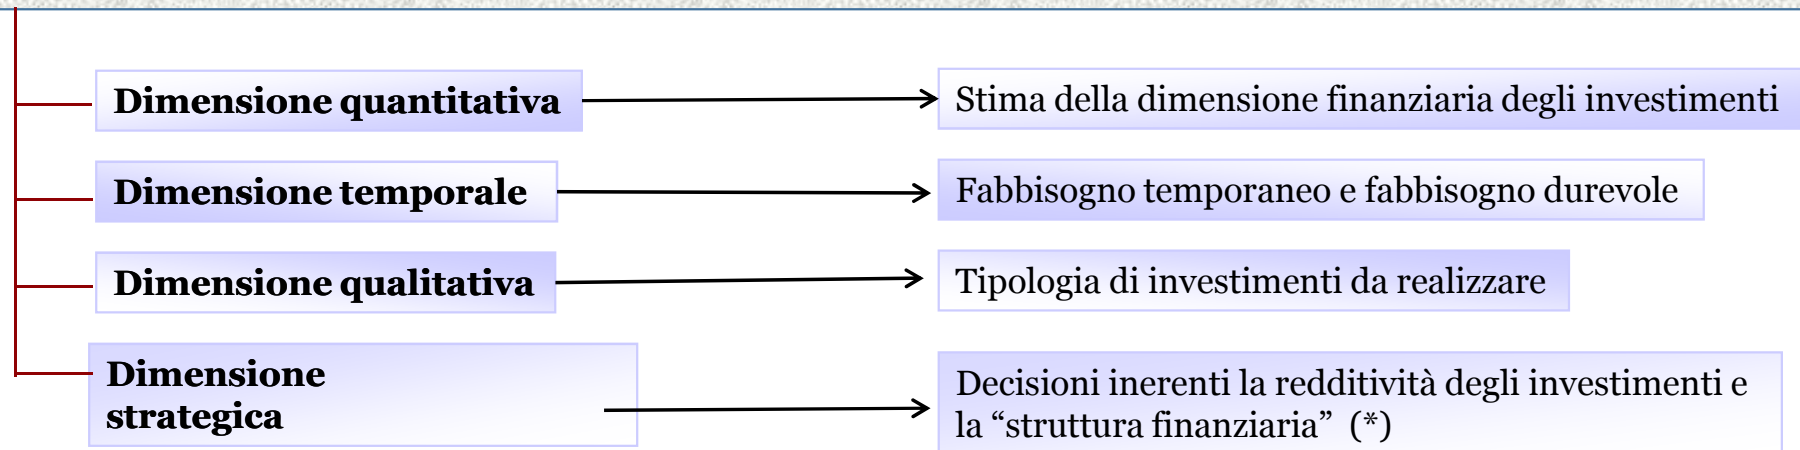 Dimensione quantitativa
Stima della dimensione finanziaria degli investimenti
Dimensione temporale
Fabbisogno temporaneo e fabbisogno durevole
Dimensione qualitativa
Tipologia di investimenti da realizzare
Dimensione
strategica
Decisioni inerenti la redditività degli investimenti e
la “struttura finanziaria” (*)